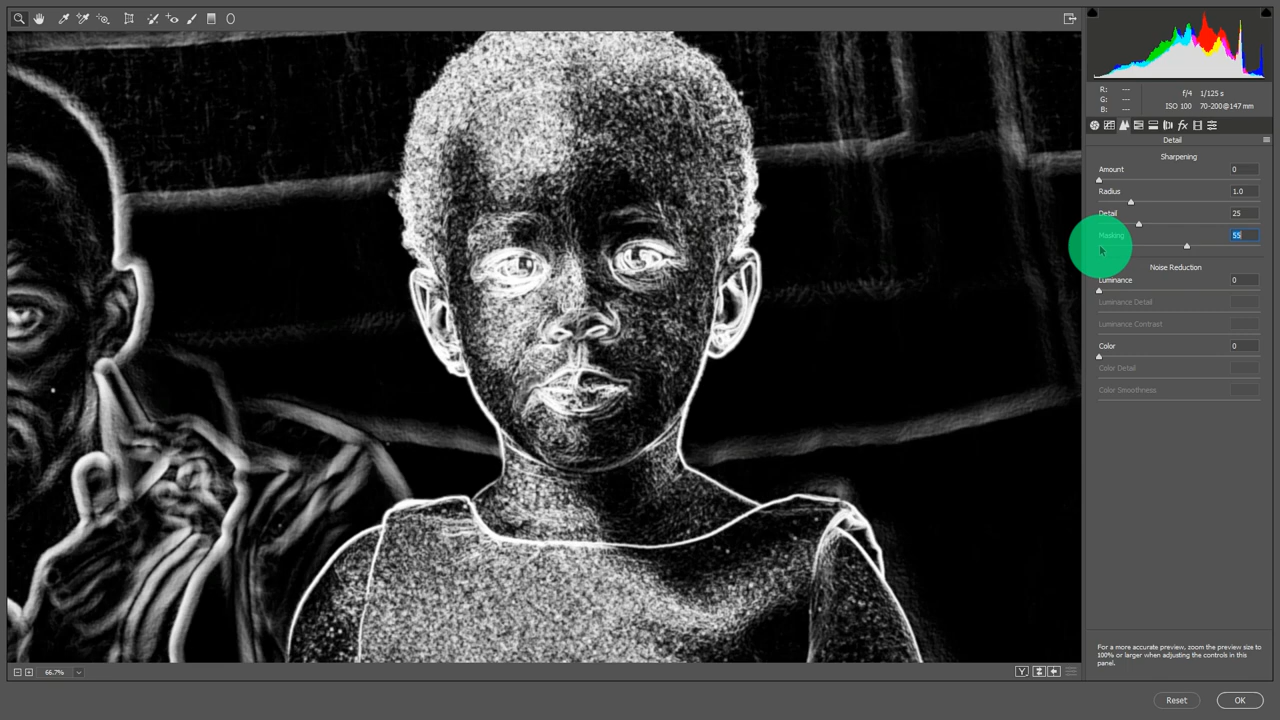 R: ---
G: ---
B: ---
f/4 1/125 s
ISO 100 70-200@147 mm
fx
Detail
Sharpening
Amount 0
Radius 1.0
Detail 25
Masking 55
Noise Reduction
Luminance 0
Luminance Detail
Luminance Contrast
Color 0
Color Detail
Color Smoothness
For a more accurate preview, zoom the preview size to
100% or larger when adjusting the controls in this
panel.
66.7% Y
Reset OK